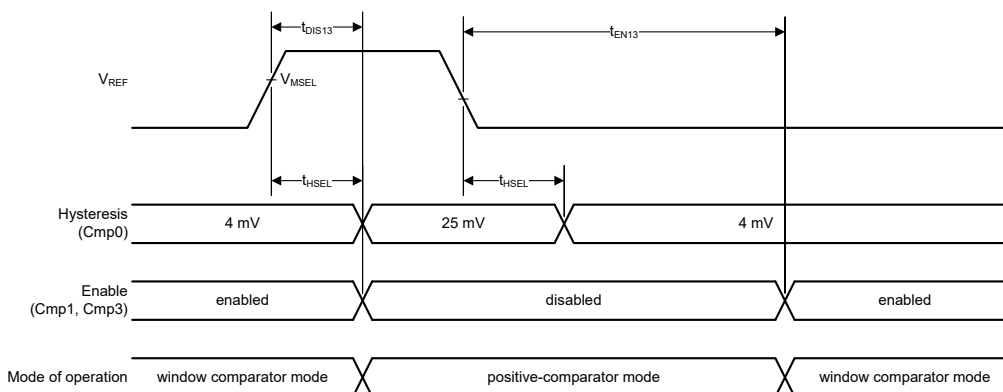 tDIS13
tEN13
VREF
VMSEL
tHSEL
tHSEL
Hysteresis
(Cmp0)
4 mV
25 mV
4 mV
Enable
(Cmp1, Cmp3)
enabled
disabled
enabled
Mode of operation
window comparator mode
positive-comparator mode
window comparator mode